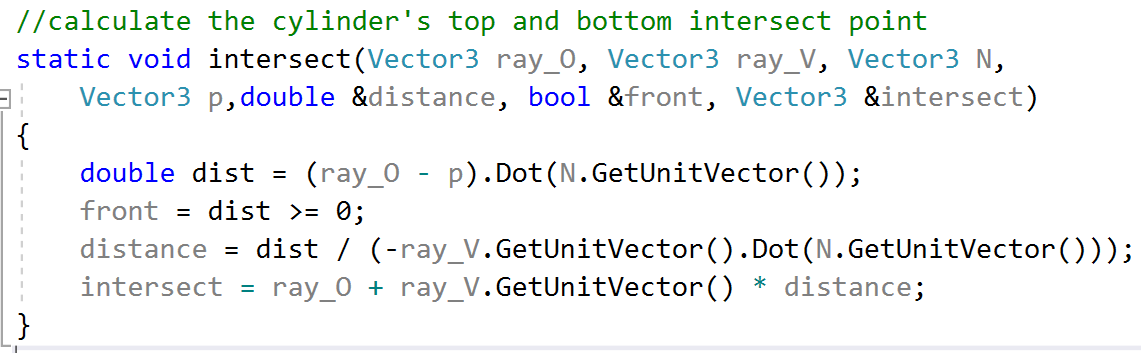 //calculate the cylinder's top and bottom intersect point
static void intersect(Vector3 ray_O, Vector3 ray_V, Vector3 N,
    Vector3 p,double &distance, bool &front, Vector3 &intersect)
{
    double dist = (ray_O - p).Dot(N.GetUnitVector());
    front = dist >= 0;
    distance = dist / (-ray_V.GetUnitVector().Dot(N.GetUnitVector()));
    intersect = ray_O + ray_V.GetUnitVector() * distance;
}